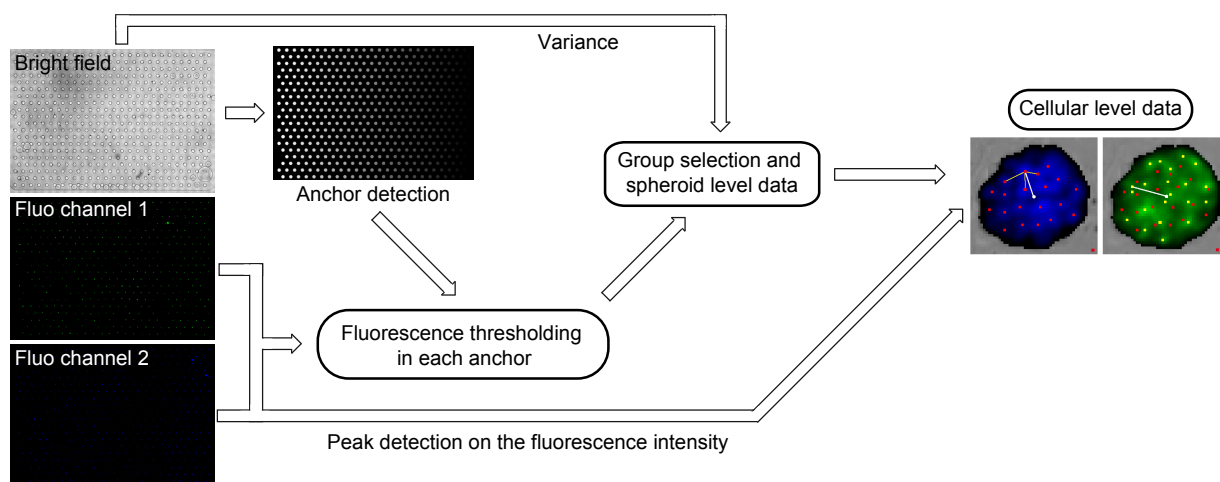 Variance
Bright field
Cellular level data
Group selection and
spheroid level data
Anchor detection
Fluo channel 1
Fluorescence thresholding
in each anchor
Fluo channel 2
Peak detection on the fluorescence intensity